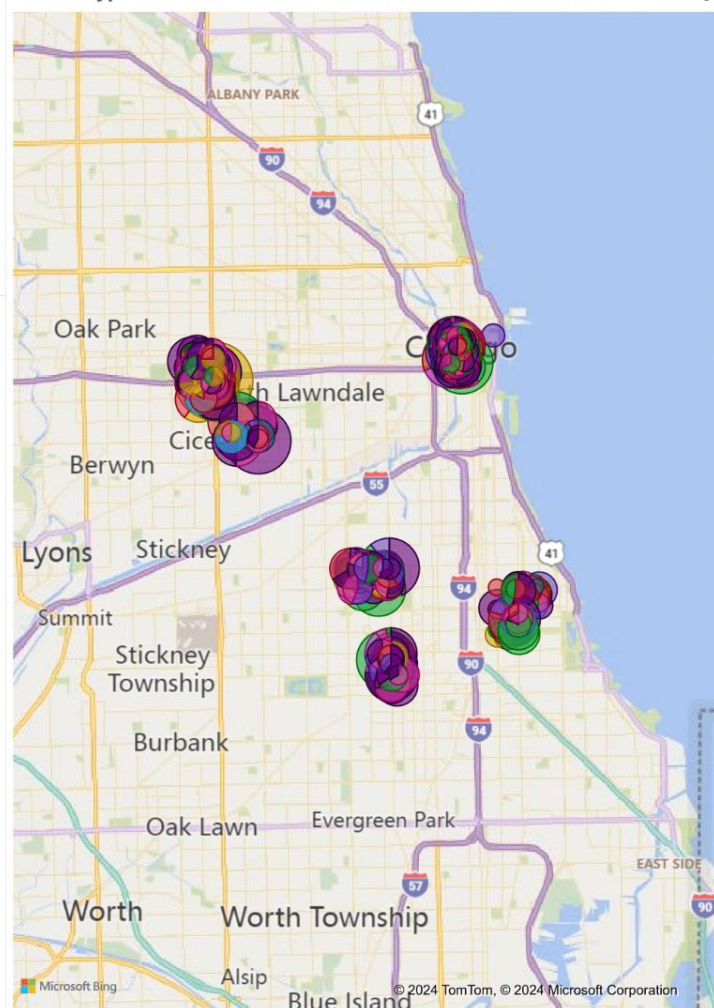 ALBANY PARK
41
90
94
Oak Park
th Lawndale
Cice
Berwyn
55
Lyons
Stickney
41
94
Summit
Stickney
Township
90
94
Burbank
Oak Lawn
Evergreen Park
EAST SIDE
57
90
Worth
Worth Township
Alsip
Microsoft Bing
© 2024 TomTom, © 2024 Microsoft Corporation
Blue Island